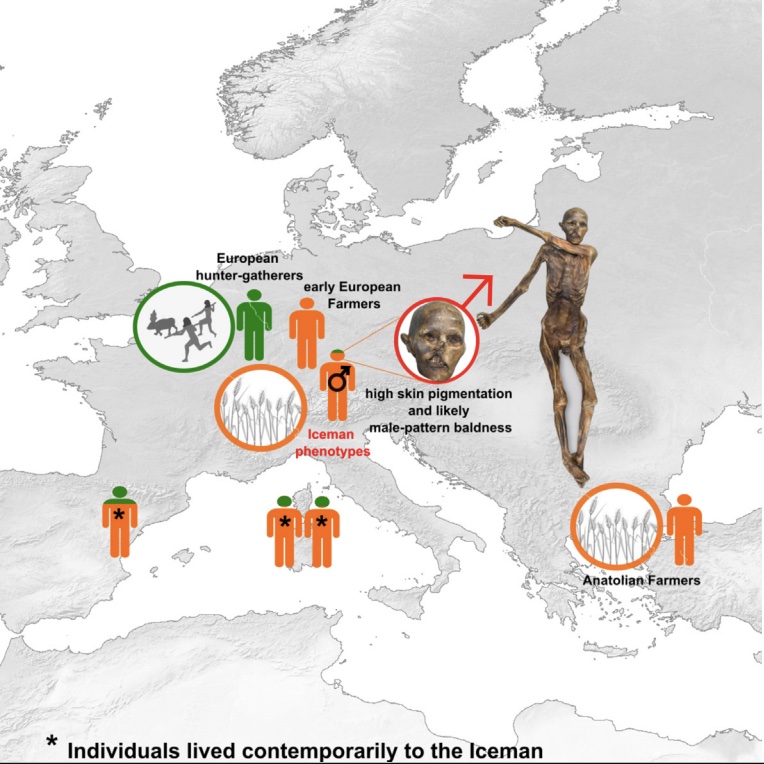 European
hunter-gatherers
early European
Farmers
high skin pigmentation
and likely
male-pattern baldness
Iceman
phenotypes
*
*
*
Anatolian Farmers
* Individuals lived contemporarily to the Iceman